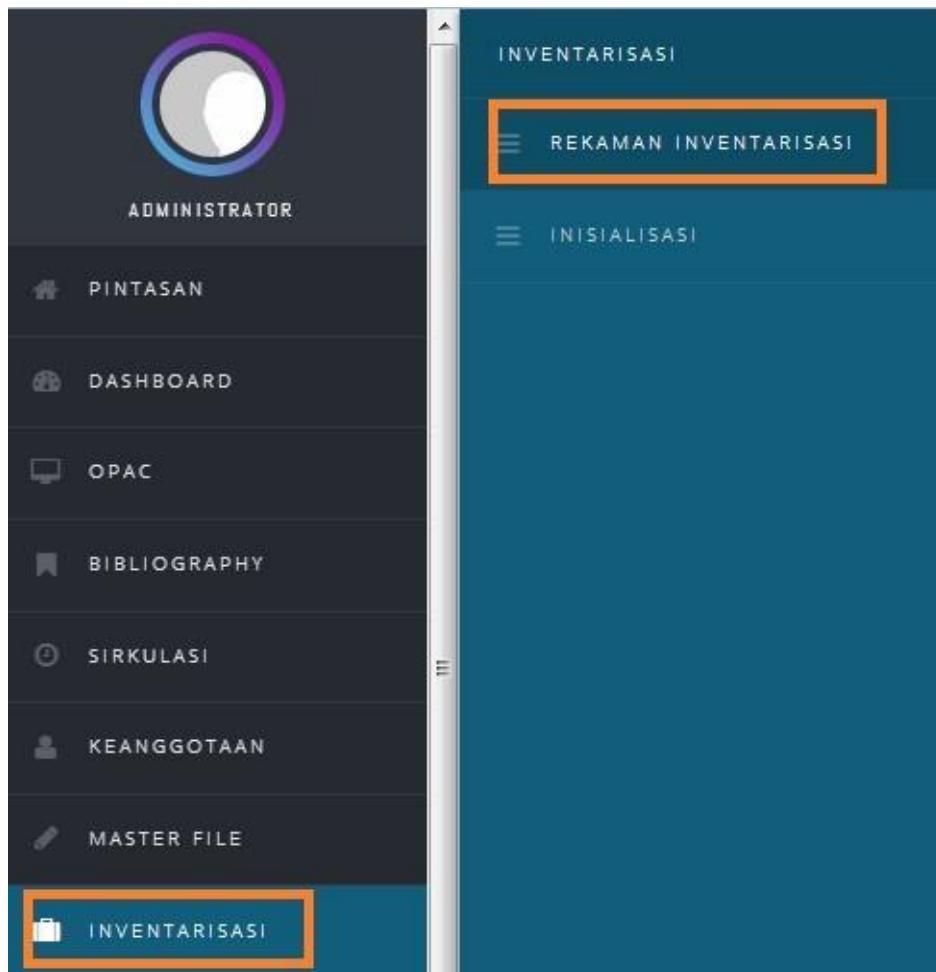 ADMINISTRATOR
PINTASAN
DASHBOARD
OPAC
BIBLIOGRAPHY
SIRKULASI
KEANGGOTAAN
MASTER FILE
INVENTARISASI
INVENTARISASI
REKAMAN INVENTARISASI
INISIALISASI